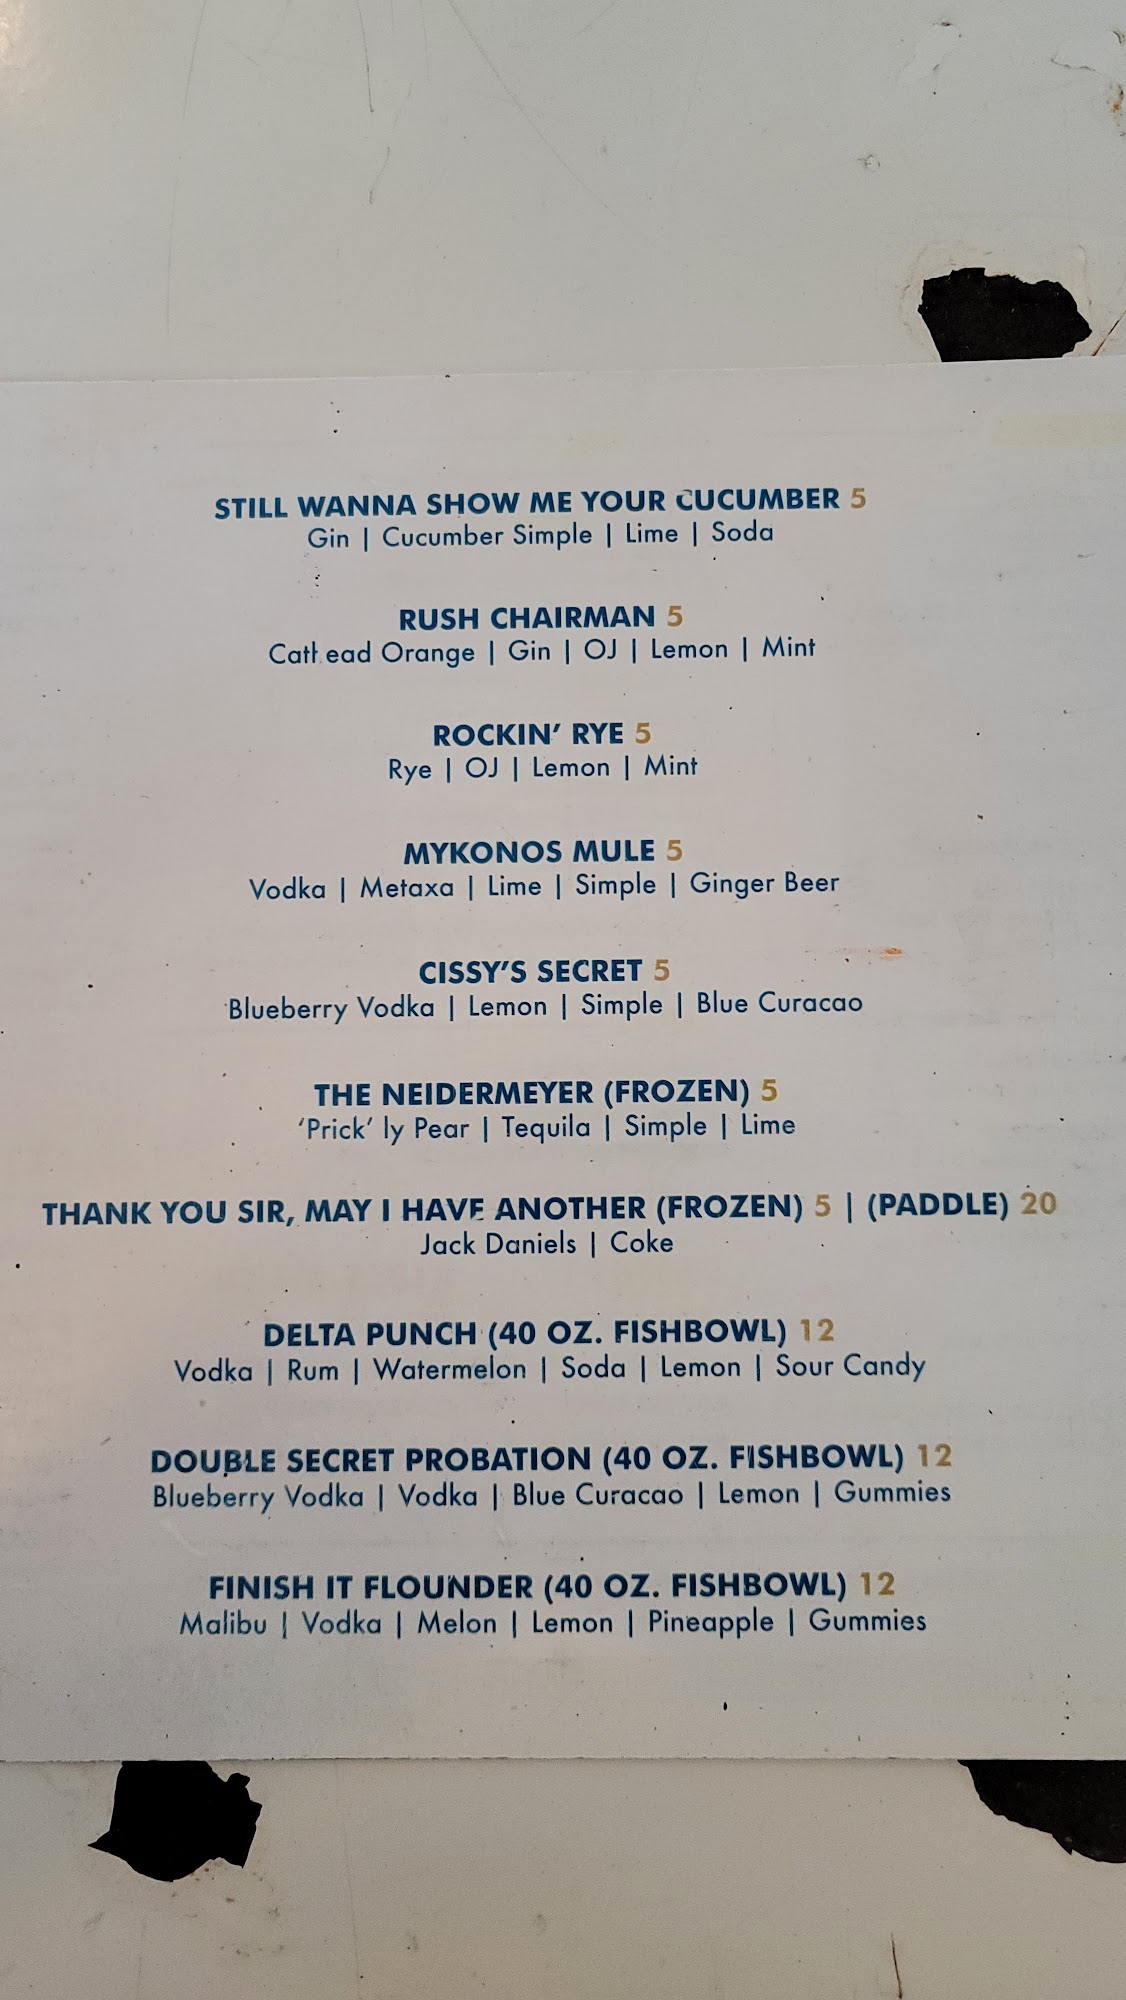 STILL WANNA SHOW ME YOUR CUCUMBER 5
Gin | Cucumber Simple | Lime | Soda
RUSH CHAIRMAN 5
Cathead Orange | Gin | OJ | Lemon | Mint
ROCKIN' RYE 5
Rye | OJ | Lemon | Mint
MYKONOS MULE 5
Vodka | Metaxa | Lime | Simple | Ginger Beer
CISSY'S SECRET 5
Blueberry Vodka | Lemon | Simple | Blue Curacao
THE NEIDERMEYER (FROZEN) 5
'Prick' ly Pear | Tequila | Simple | Lime
THANK YOU SIR, MAY I HAVE ANOTHER (FROZEN) 5 | (PADDLE) 20
Jack Daniels | Coke
DELTA PUNCH (40 OZ. FISHBOWL) 12
Vodka | Rum | Watermelon | Soda | Lemon | Sour Candy
DOUBLE SECRET PROBATION (40 OZ. FISHBOWL) 12
Blueberry Vodka | Vodka | Blue Curacao | Lemon | Gummies
FINISH IT FLOUNDER (40 OZ. FISHBOWL) 12
Malibu | Vodka | Melon | Lemon | Pineapple | Gummies